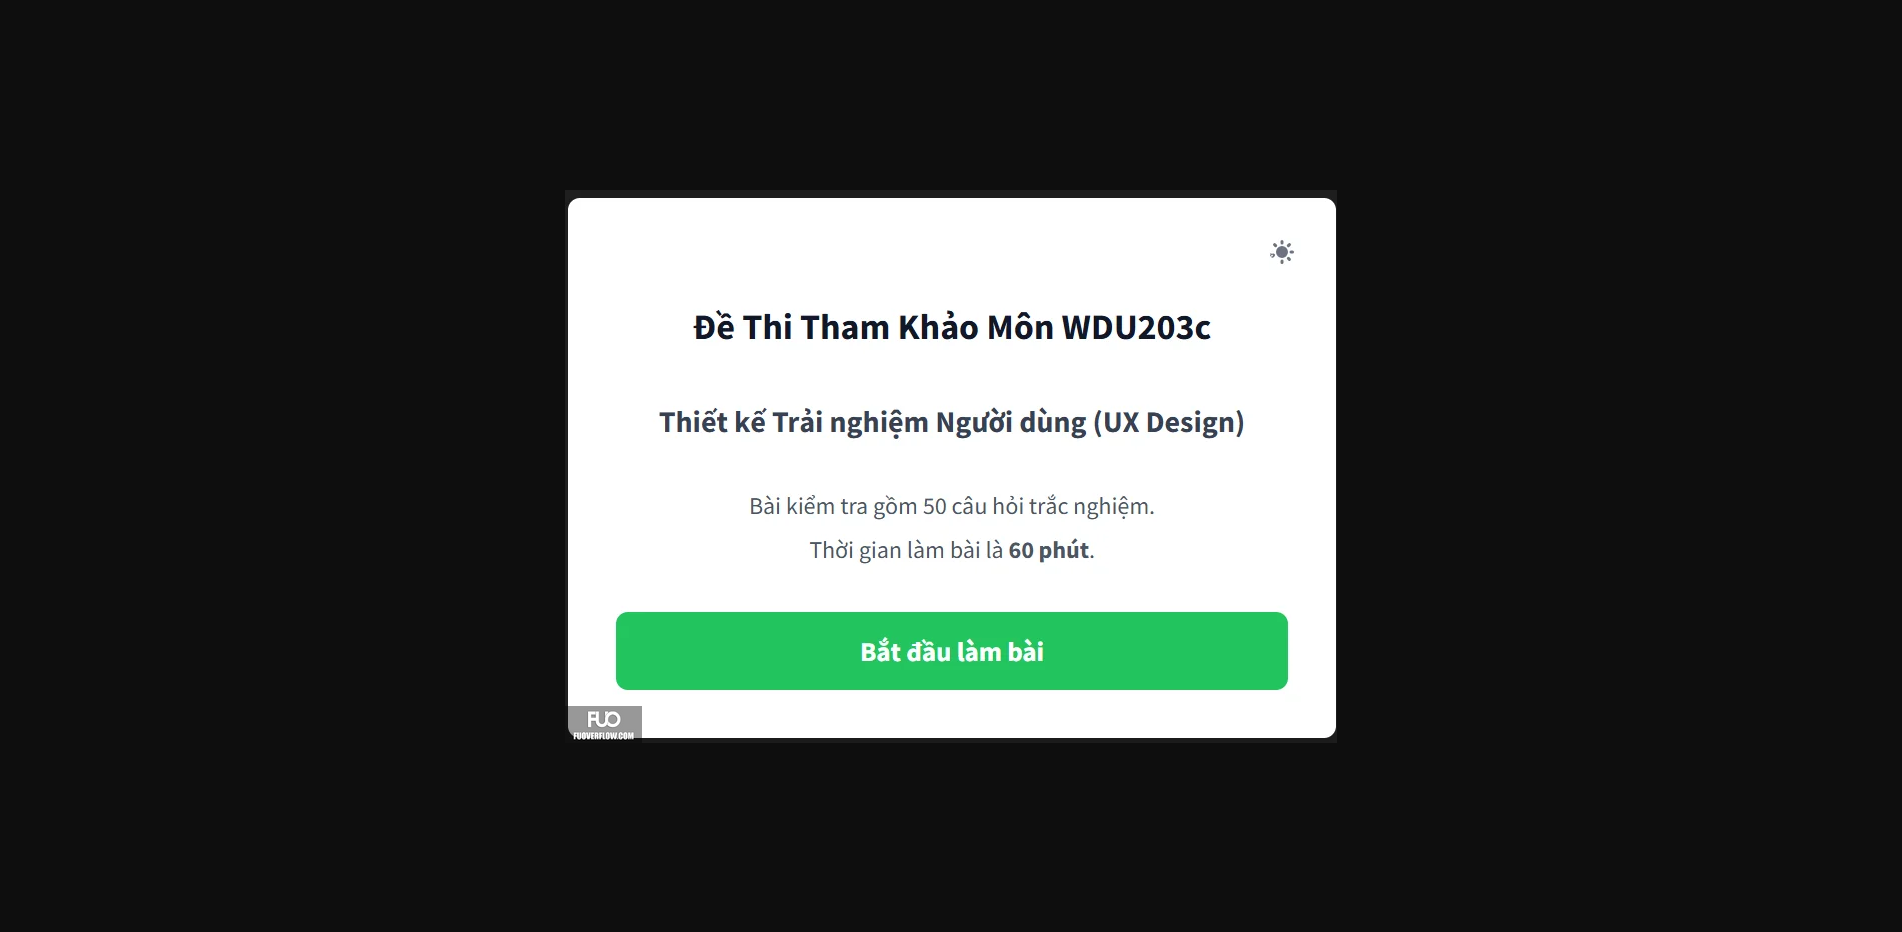 Đề Thi Tham Khảo Môn WDU203c
Thiết kế Trải nghiệm Người dùng (UX Design)
Bài kiểm tra gồm 50 câu hỏi trắc nghiệm.
Thời gian làm bài là 60 phút.
Bắt đầu làm bài
FUO
FUOVERFLOW.COM